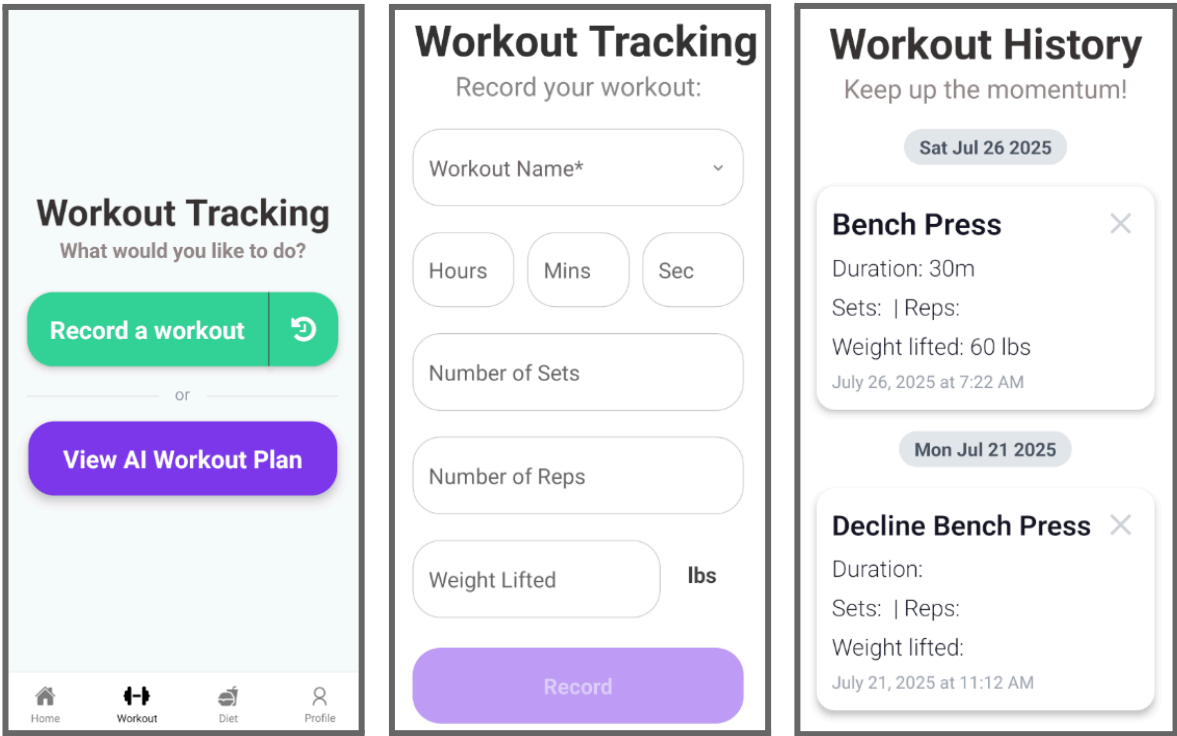 Workout Tracking
What would you like to do?
Record a workout
or
View AI Workout Plan
Home
Workout
Diet
Profile
Workout Tracking
Record your workout:
Workout Name*
Hours
Mins
Sec
Number of Sets
Number of Reps
Weight Lifted
lbs
Record
Workout History
Keep up the momentum!
Sat Jul 26 2025
Bench Press
Duration: 30m
Sets: | Reps:
Weight lifted: 60 lbs
July 26, 2025 at 7:22 AM
Mon Jul 21 2025
Decline Bench Press
Duration:
Sets: | Reps:
Weight lifted:
July 21, 2025 at 11:12 AM